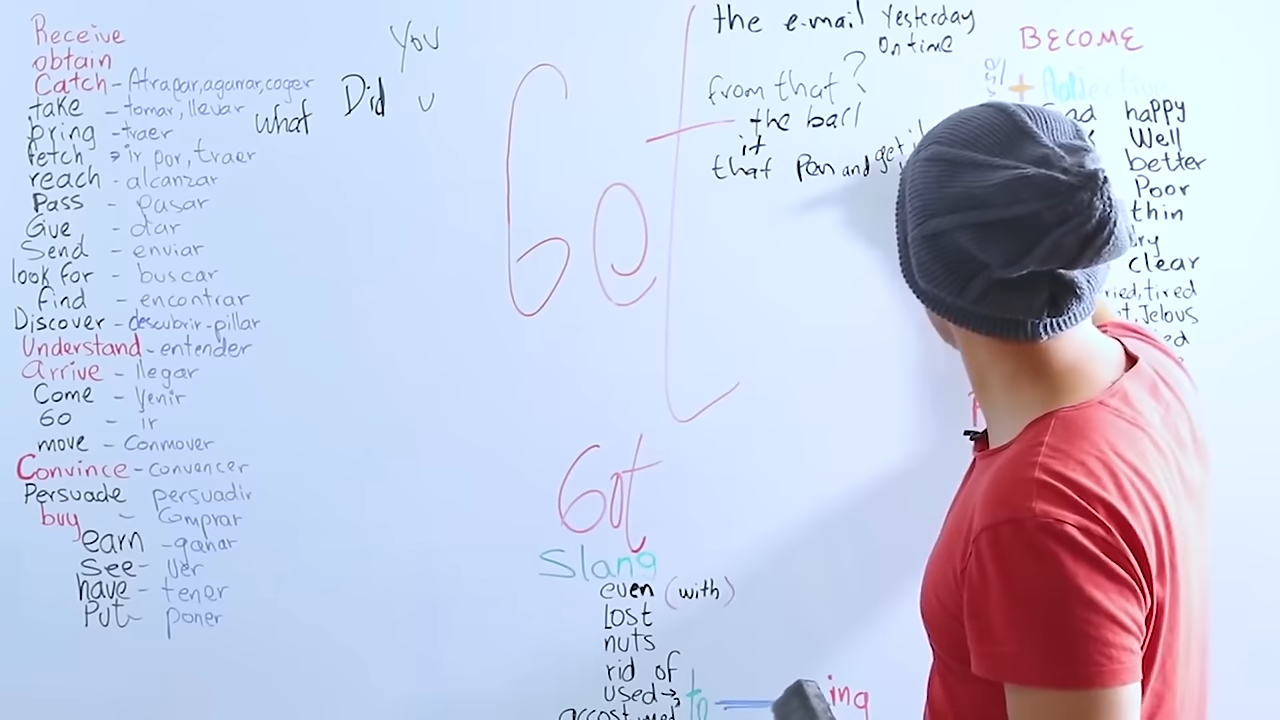 Receive
obtain
Catch - Atrapar, agarrar, coger
take - tomar, llevar
bring - traer
fetch - ir por, traer
reach - alcanzar
Pass - pasar
Give - dar
Send - enviar
look for - buscar
find - encontrar
Discover - descubrir - pillar
Understand - entender
Arrive - llegar
Come - Venir
Go - ir
move - Conmover
Convince - convencer
Persuade persuadir
buy - Comprar
earn - ganar
See - Ver
have - tener
Put - poner
You
what Did U
Get
Got
Slang
even (with)
Lost
nuts
rid of
used → to ing
the e-mail Yesterday
On time
from that?
the ball
it
that Pen and get
BECOME
+ Adjective
happy
Well
better
Poor
thin
clear
tired
Jelous